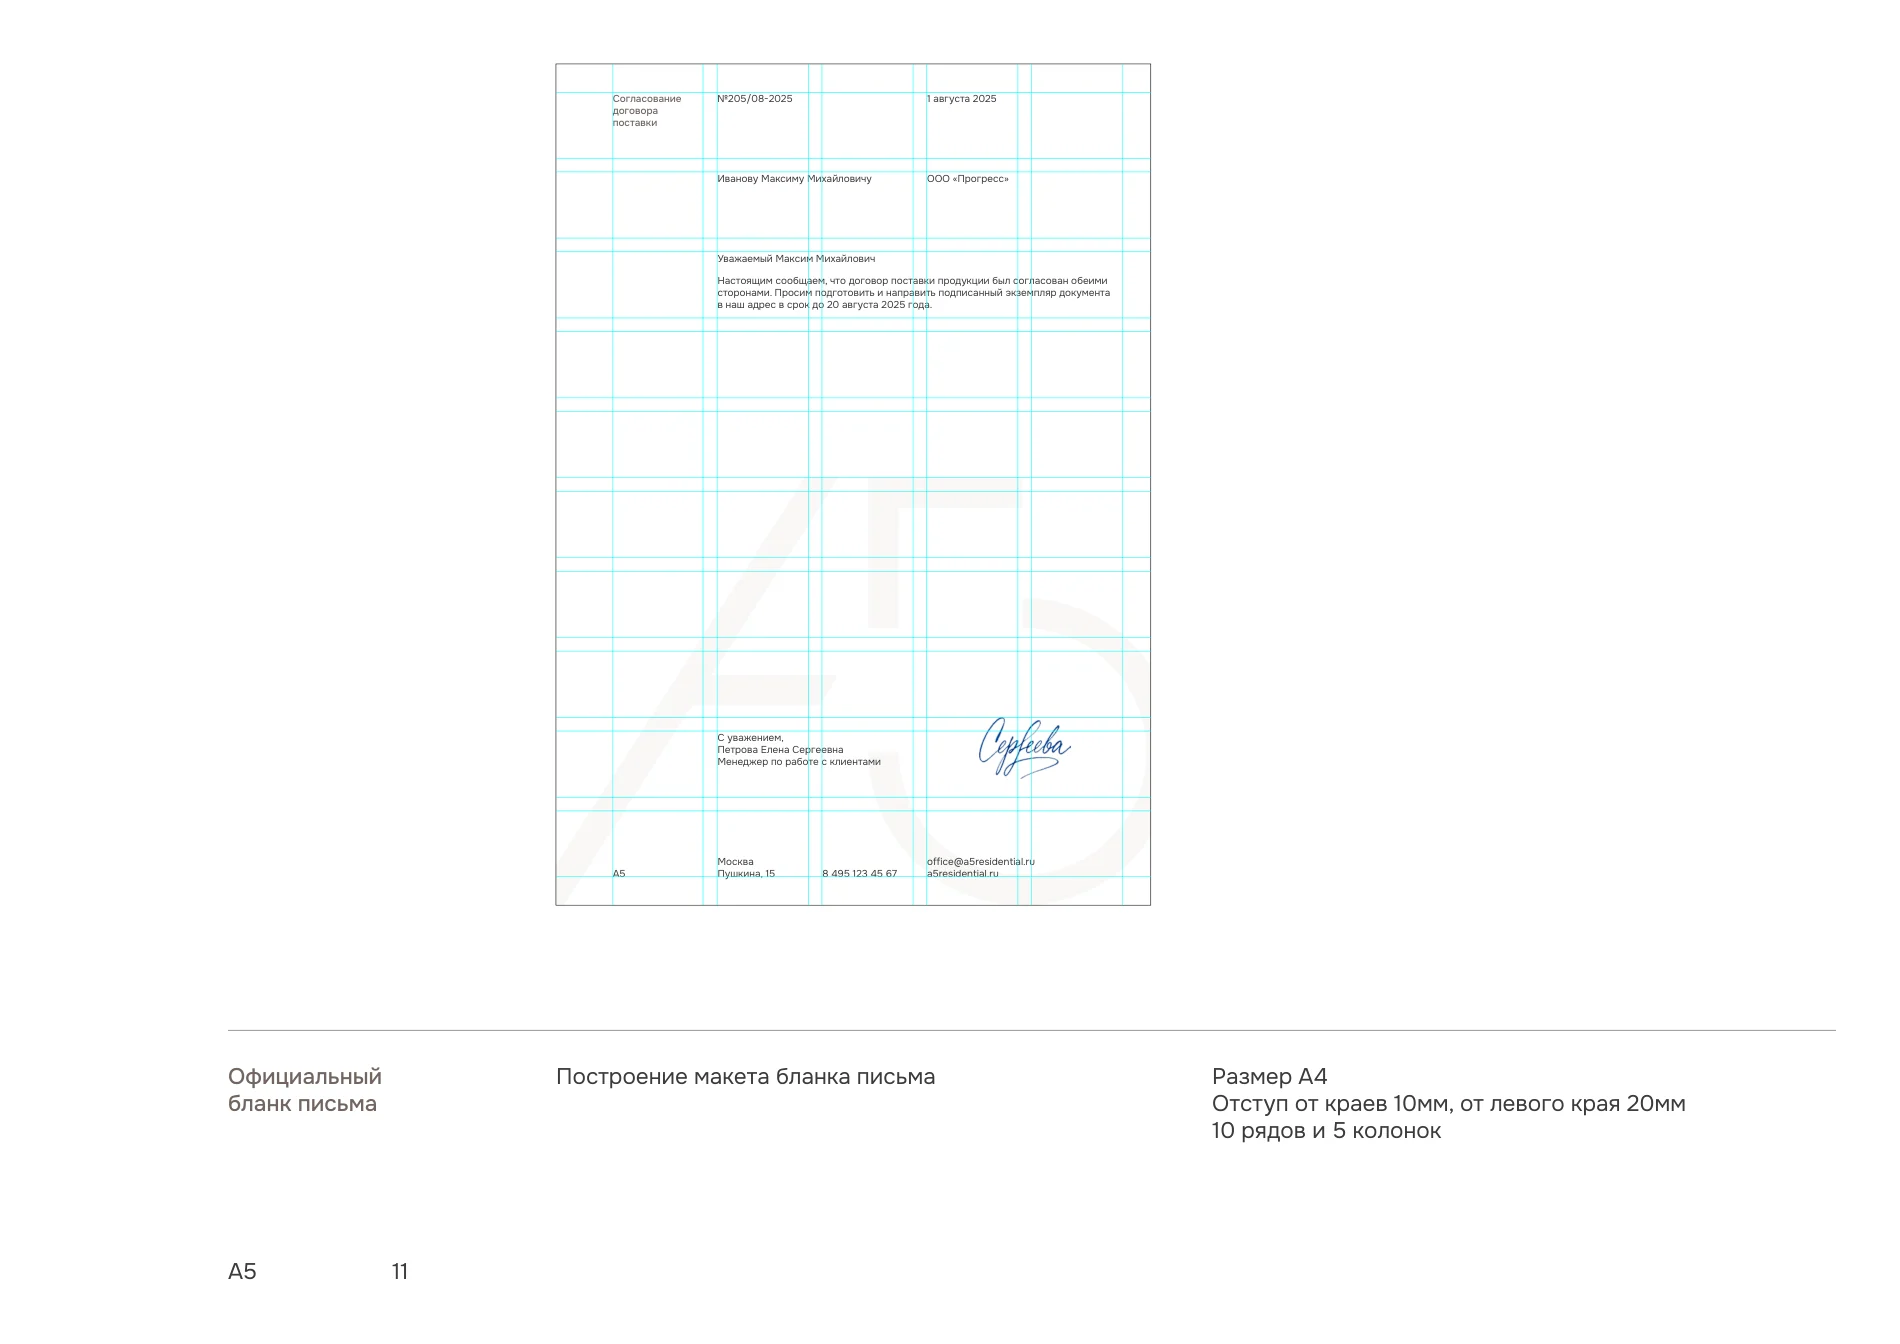 Согласование
договора
поставки
№205/08-2025
1 августа 2025
Иванову Максиму Михайловичу
ООО «Прогресс»
Уважаемый Максим Михайлович
Настоящим сообщаем, что договор поставки продукции был согласован обеими
сторонами. Просим подготовить и направить подписанный экземпляр документа
в наш адрес в срок до 20 августа 2025 года.
A5
С уважением,
Петрова Елена Сергеевна
Менеджер по работе с клиентами
Сергеева
A5
Москва
Пушкина, 15
8 495 123 45 67
office@a5residential.ru
a5residential.ru
Официальный
бланк письма
Построение макета бланка письма
Размер А4
Отступ от краев 10мм, от левого края 20мм
10 рядов и 5 колонок
A5
11